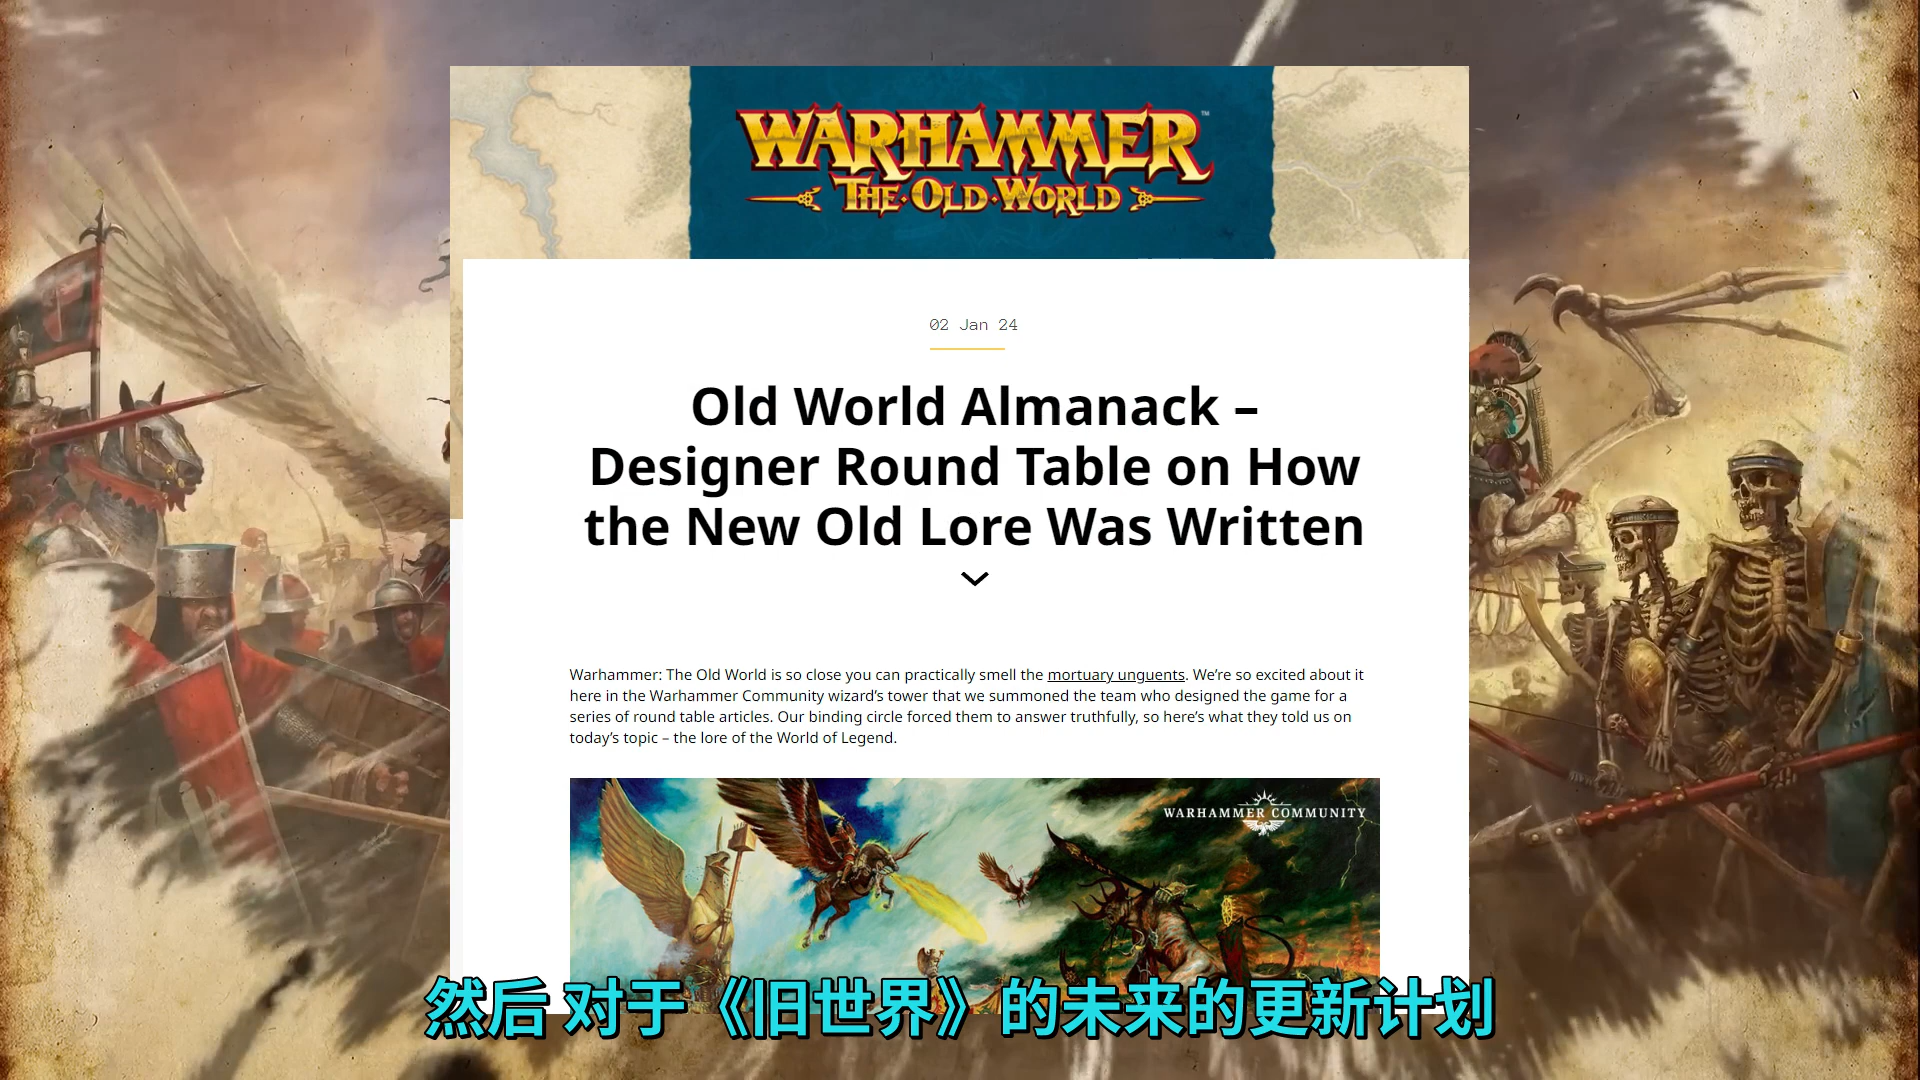 WARHAMMER™
THE·OLD·WORLD
02 Jan 24
Old World Almanack –
Designer Round Table on How
the New Old Lore Was Written
Warhammer: The Old World is so close you can practically smell the mortuary unguents. We’re so excited about it
here in the Warhammer Community wizard’s tower that we summoned the team who designed the game for a
series of round table articles. Our binding circle forced them to answer truthfully, so here’s what they told us on
today’s topic – the lore of the World of Legend.
WARHAMMER COMMUNITY
然后 对于《旧世界》的未来的更新计划